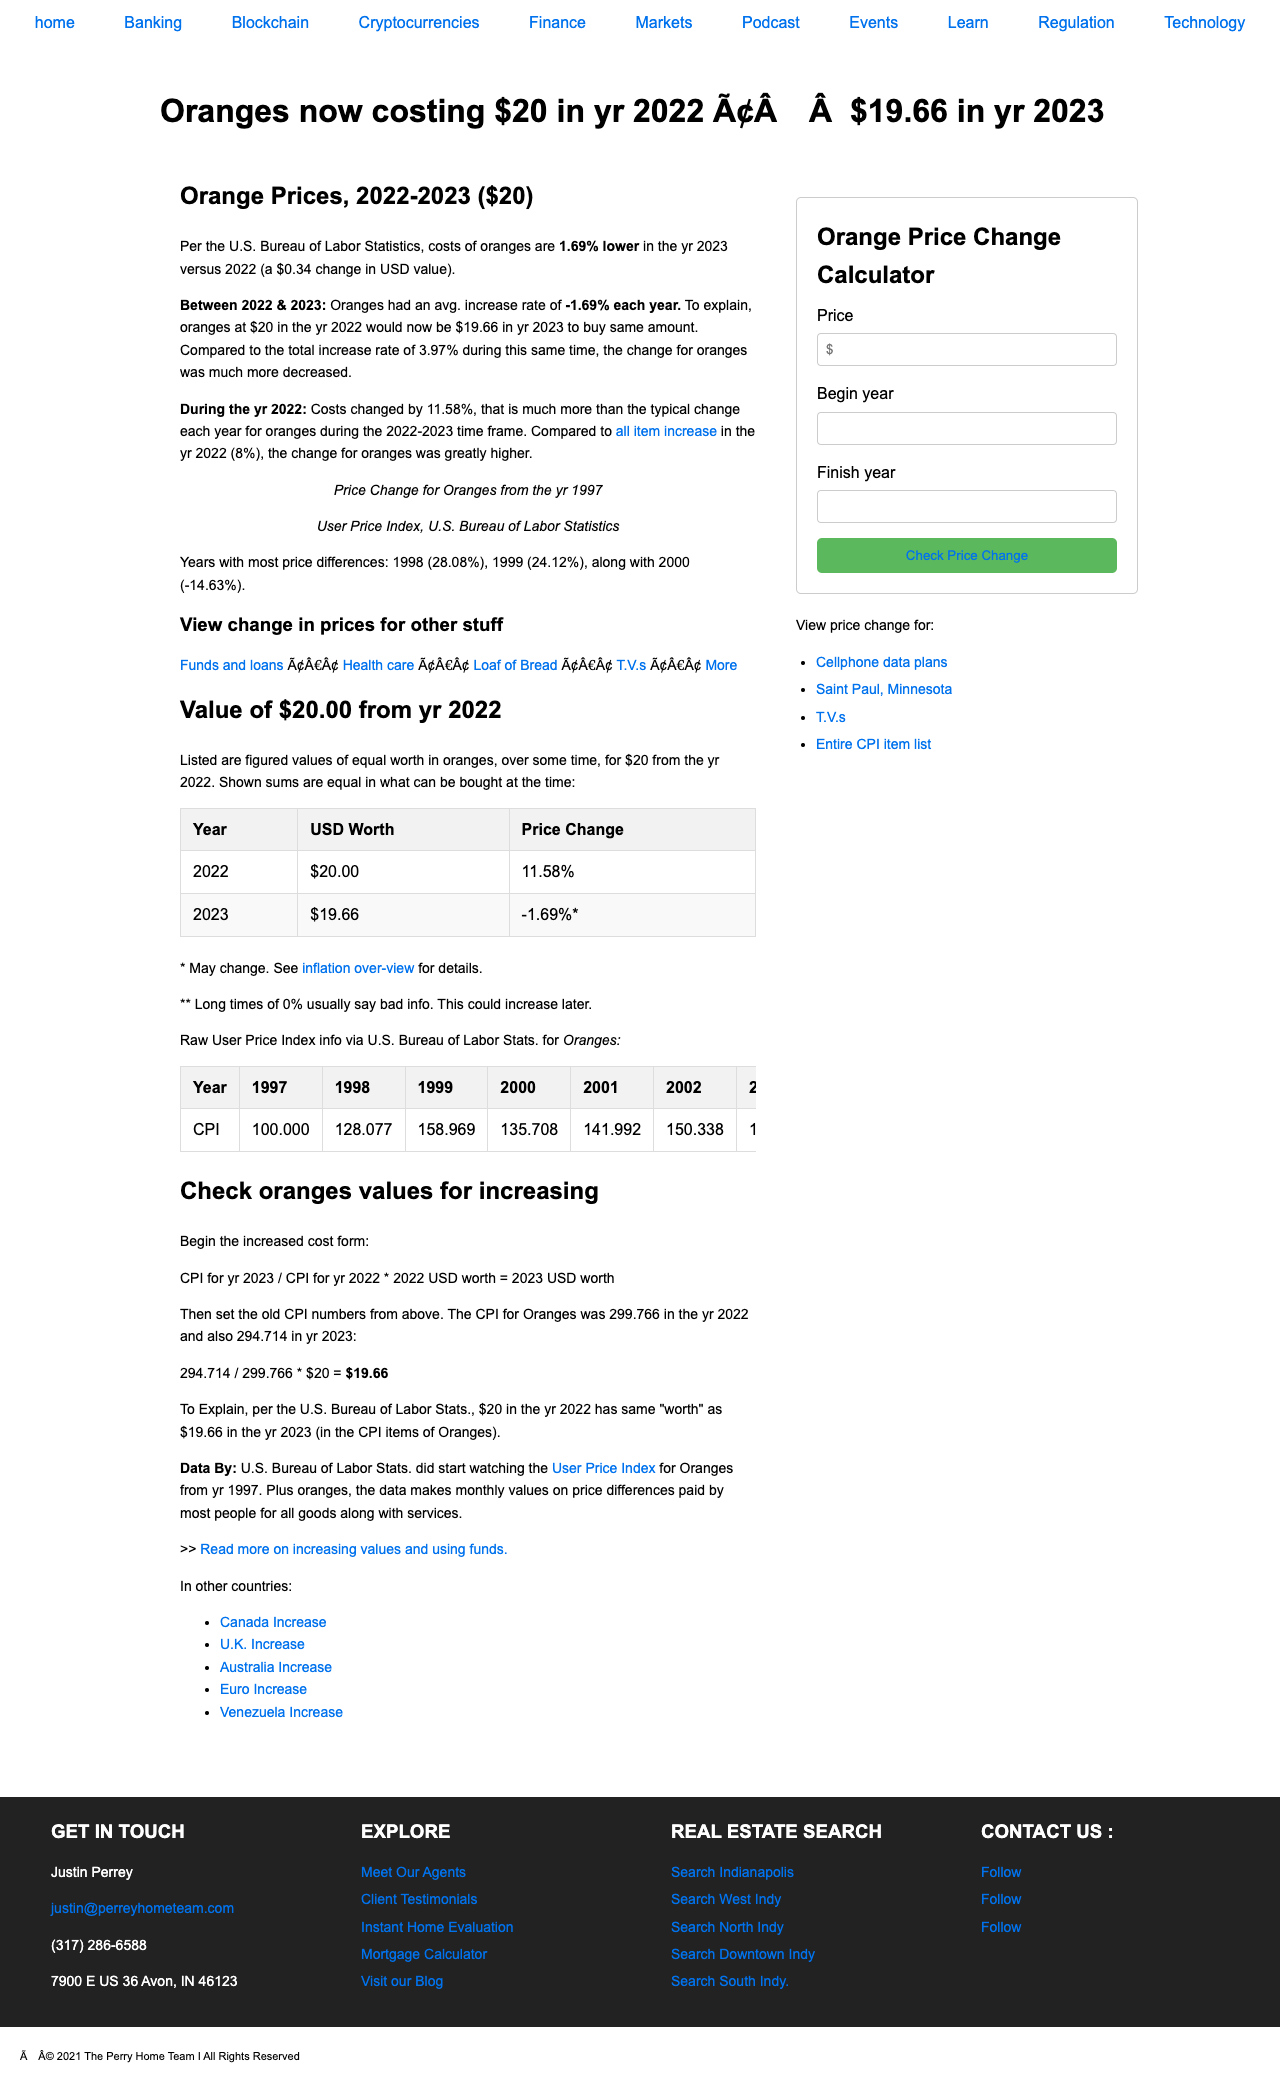 home Banking Blockchain Cryptocurrencies Finance Markets Podcast Events Learn Regulation Technology
Oranges now costing $20 in yr 2022 Ã¢Â Â $19.66 in yr 2023
Orange Prices, 2022-2023 ($20)
Per the U.S. Bureau of Labor Statistics, costs of oranges are 1.69% lower in the yr 2023
versus 2022 (a $0.34 change in USD value).
Between 2022 & 2023: Oranges had an avg. increase rate of -1.69% each year. To explain,
oranges at $20 in the yr 2022 would now be $19.66 in yr 2023 to buy same amount.
Compared to the total increase rate of 3.97% during this same time, the change for oranges
was much more decreased.
During the yr 2022: Costs changed by 11.58%, that is much more than the typical change
each year for oranges during the 2022-2023 time frame. Compared to all item increase in the
yr 2022 (8%), the change for oranges was greatly higher.
Price Change for Oranges from the yr 1997
User Price Index, U.S. Bureau of Labor Statistics
Years with most price differences: 1998 (28.08%), 1999 (24.12%), along with 2000
(-14.63%).
View change in prices for other stuff
Funds and loans Ã¢Â€Â¢ Health care Ã¢Â€Â¢ Loaf of Bread Ã¢Â€Â¢ T.V.s Ã¢Â€Â¢ More
Value of $20.00 from yr 2022
Listed are figured values of equal worth in oranges, over some time, for $20 from the yr
2022. Shown sums are equal in what can be bought at the time:
Year USD Worth Price Change
2022 $20.00 11.58%
2023 $19.66 -1.69%*
* May change. See inflation over-view for details.
** Long times of 0% usually say bad info. This could increase later.
Raw User Price Index info via U.S. Bureau of Labor Stats. for Oranges:
Year 1997 1998 1999 2000 2001 2002 2
CPI 100.000 128.077 158.969 135.708 141.992 150.338 1
Check oranges values for increasing
Begin the increased cost form:
CPI for yr 2023 / CPI for yr 2022 * 2022 USD worth = 2023 USD worth
Then set the old CPI numbers from above. The CPI for Oranges was 299.766 in the yr 2022
and also 294.714 in yr 2023:
294.714 / 299.766 * $20 = $19.66
To Explain, per the U.S. Bureau of Labor Stats., $20 in the yr 2022 has same "worth" as
$19.66 in the yr 2023 (in the CPI items of Oranges).
Data By: U.S. Bureau of Labor Stats. did start watching the User Price Index for Oranges
from yr 1997. Plus oranges, the data makes monthly values on price differences paid by
most people for all goods along with services.
>> Read more on increasing values and using funds.
In other countries:
• Canada Increase
• U.K. Increase
• Australia Increase
• Euro Increase
• Venezuela Increase
Orange Price Change
Calculator
Price
$
Begin year
Finish year
Check Price Change
View price change for:
• Cellphone data plans
• Saint Paul, Minnesota
• T.V.s
• Entire CPI item list
GET IN TOUCH
Justin Perrey
justin@perreyhometeam.com
(317) 286-6588
7900 E US 36 Avon, IN 46123
EXPLORE
Meet Our Agents
Client Testimonials
Instant Home Evaluation
Mortgage Calculator
Visit our Blog
REAL ESTATE SEARCH
Search Indianapolis
Search West Indy
Search North Indy
Search Downtown Indy
Search South Indy.
CONTACT US :
Follow
Follow
Follow
Ã Â© 2021 The Perry Home Team I All Rights Reserved